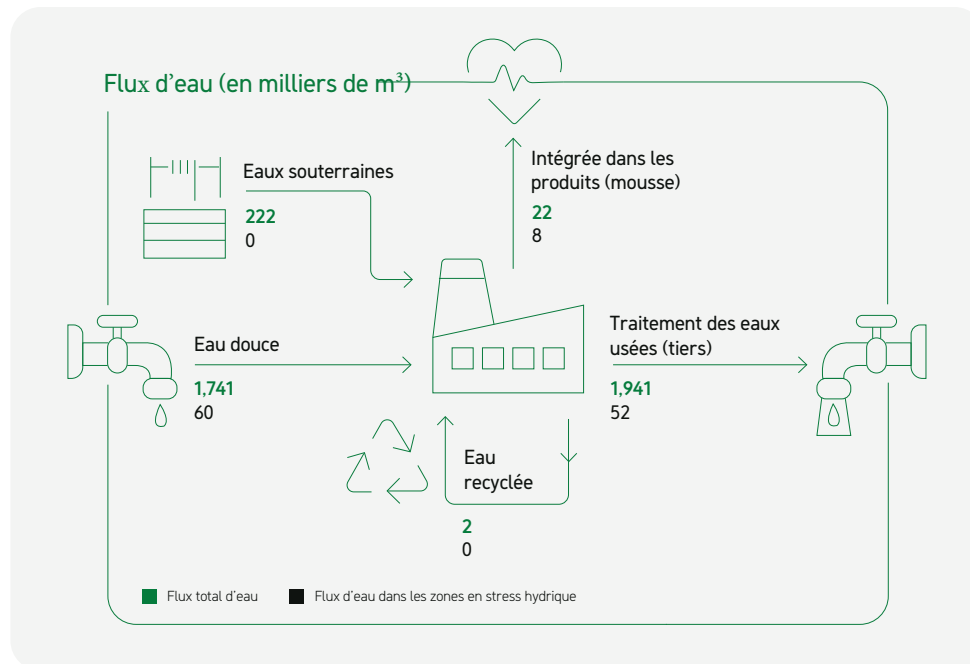 Flux d'eau (en milliers de m³)
Intégrée dans les
produits (mousse)
22
8
Eaux souterraines
222
0
Eau douce
1,741
60
Traitement des eaux
usées (tiers)
1,941
52
Eau
recyclée
2
0
Flux total d'eau
Flux d'eau dans les zones en stress hydrique